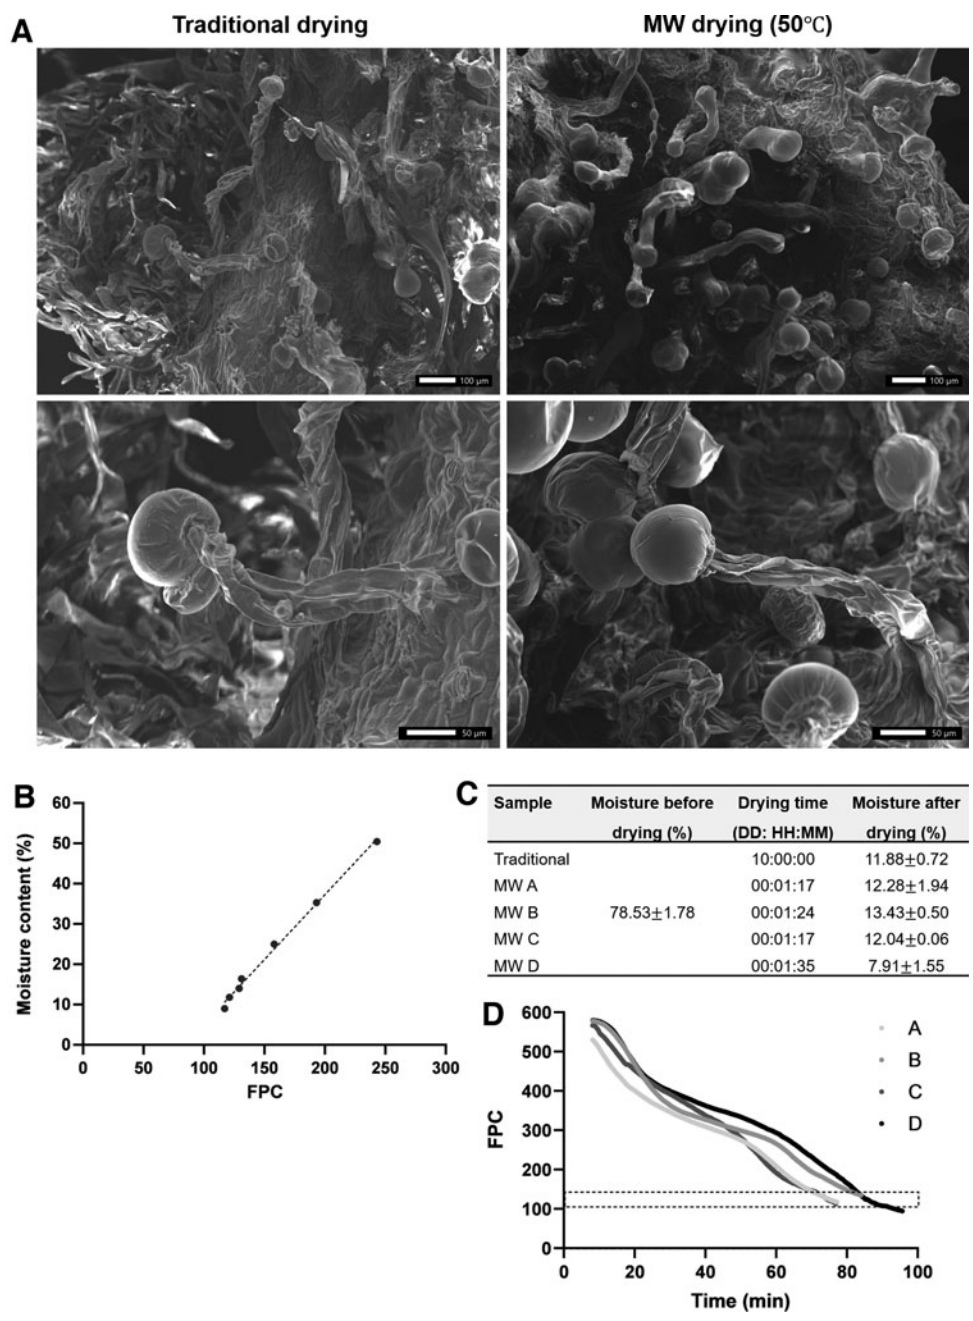 A
Traditional drying
MW drying (50℃)
100 µm
100 µm
50 µm
50 µm
B
Moisture content (%)
60
50
40
30
20
10
0
0 50 100 150 200 250 300
FPC
C
Sample Moisture before Drying time Moisture after
drying (%) (DD: HH:MM) drying (%)
Traditional 10:00:00 11.88±0.72
MW A 00:01:17 12.28±1.94
MW B 78.53±1.78 00:01:24 13.43±0.50
MW C 00:01:17 12.04±0.06
MW D 00:01:35 7.91±1.55
D
FPC
600
500
400
300
200
100
0
0 20 40 60 80 100
Time (min)
A
B
C
D